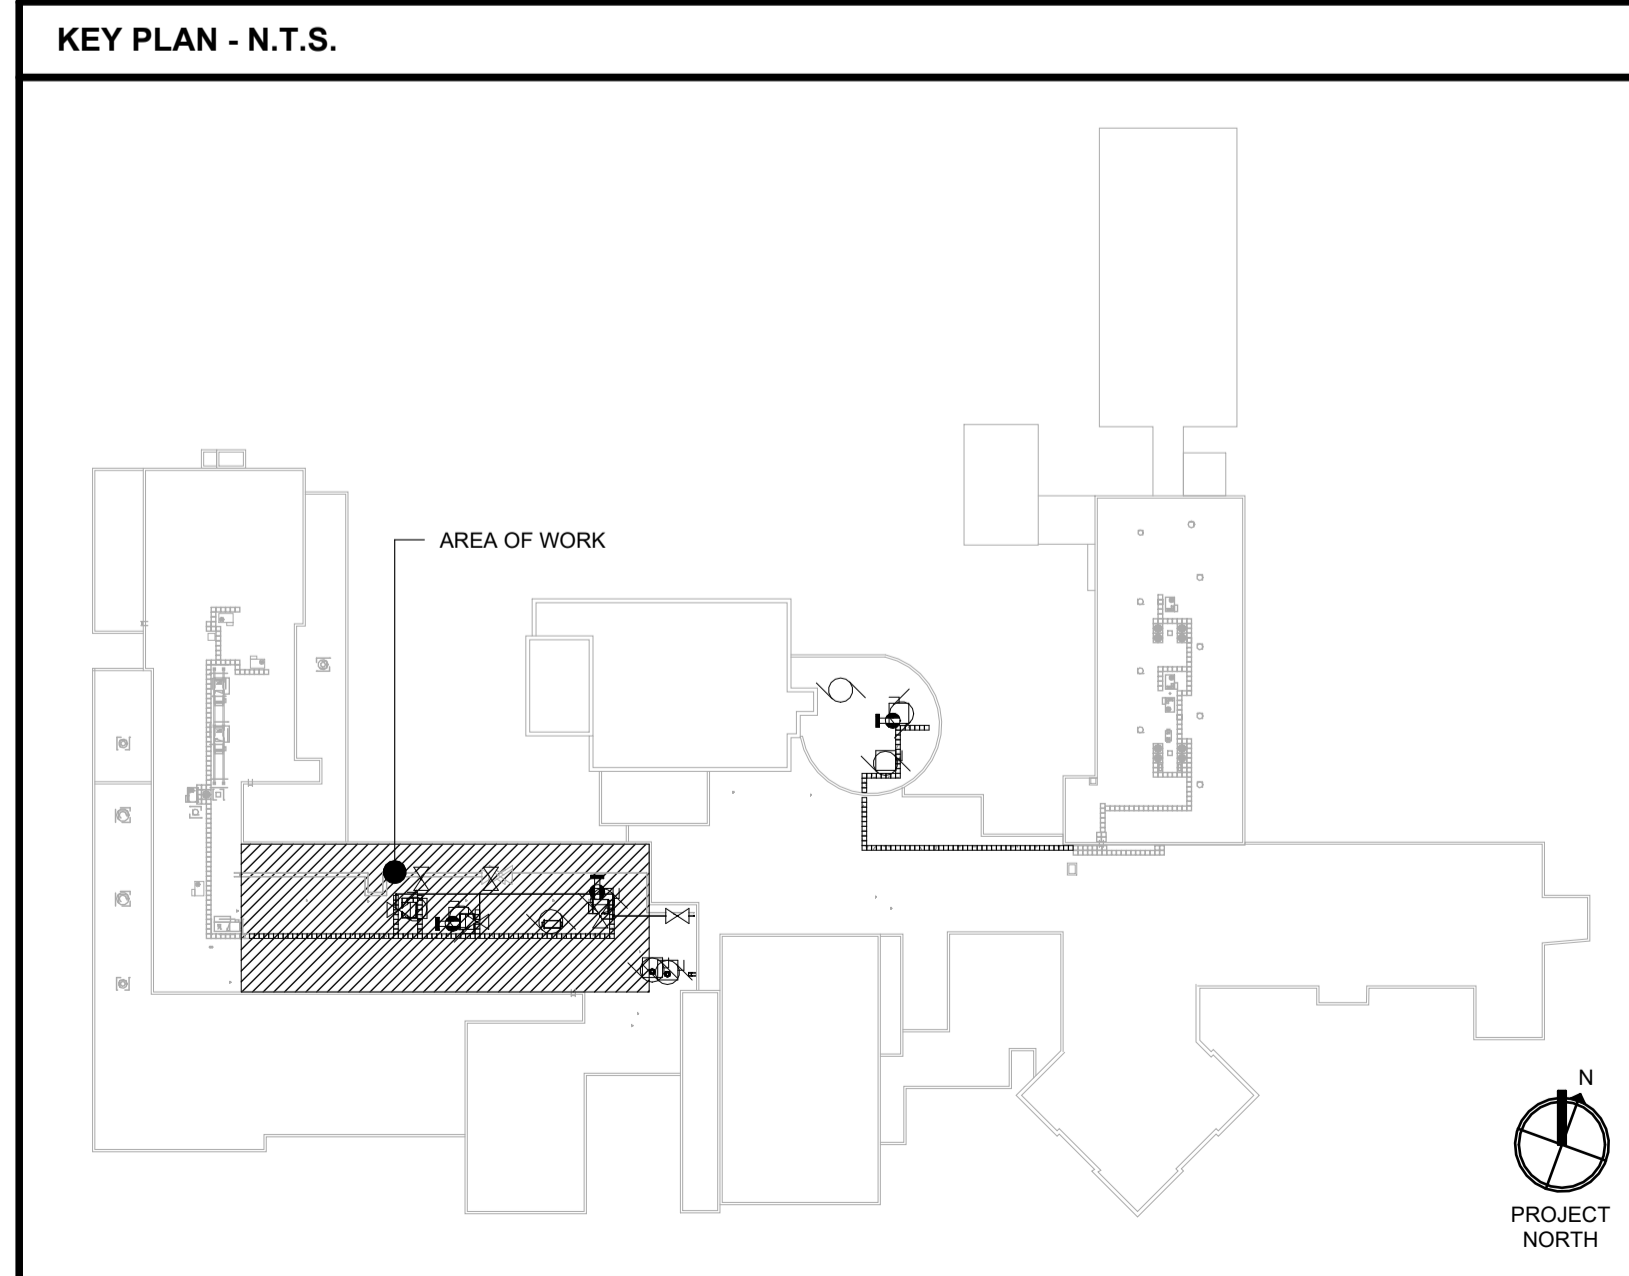 KEY PLAN - N.T.S.
AREA OF WORK
N
PROJECT
NORTH